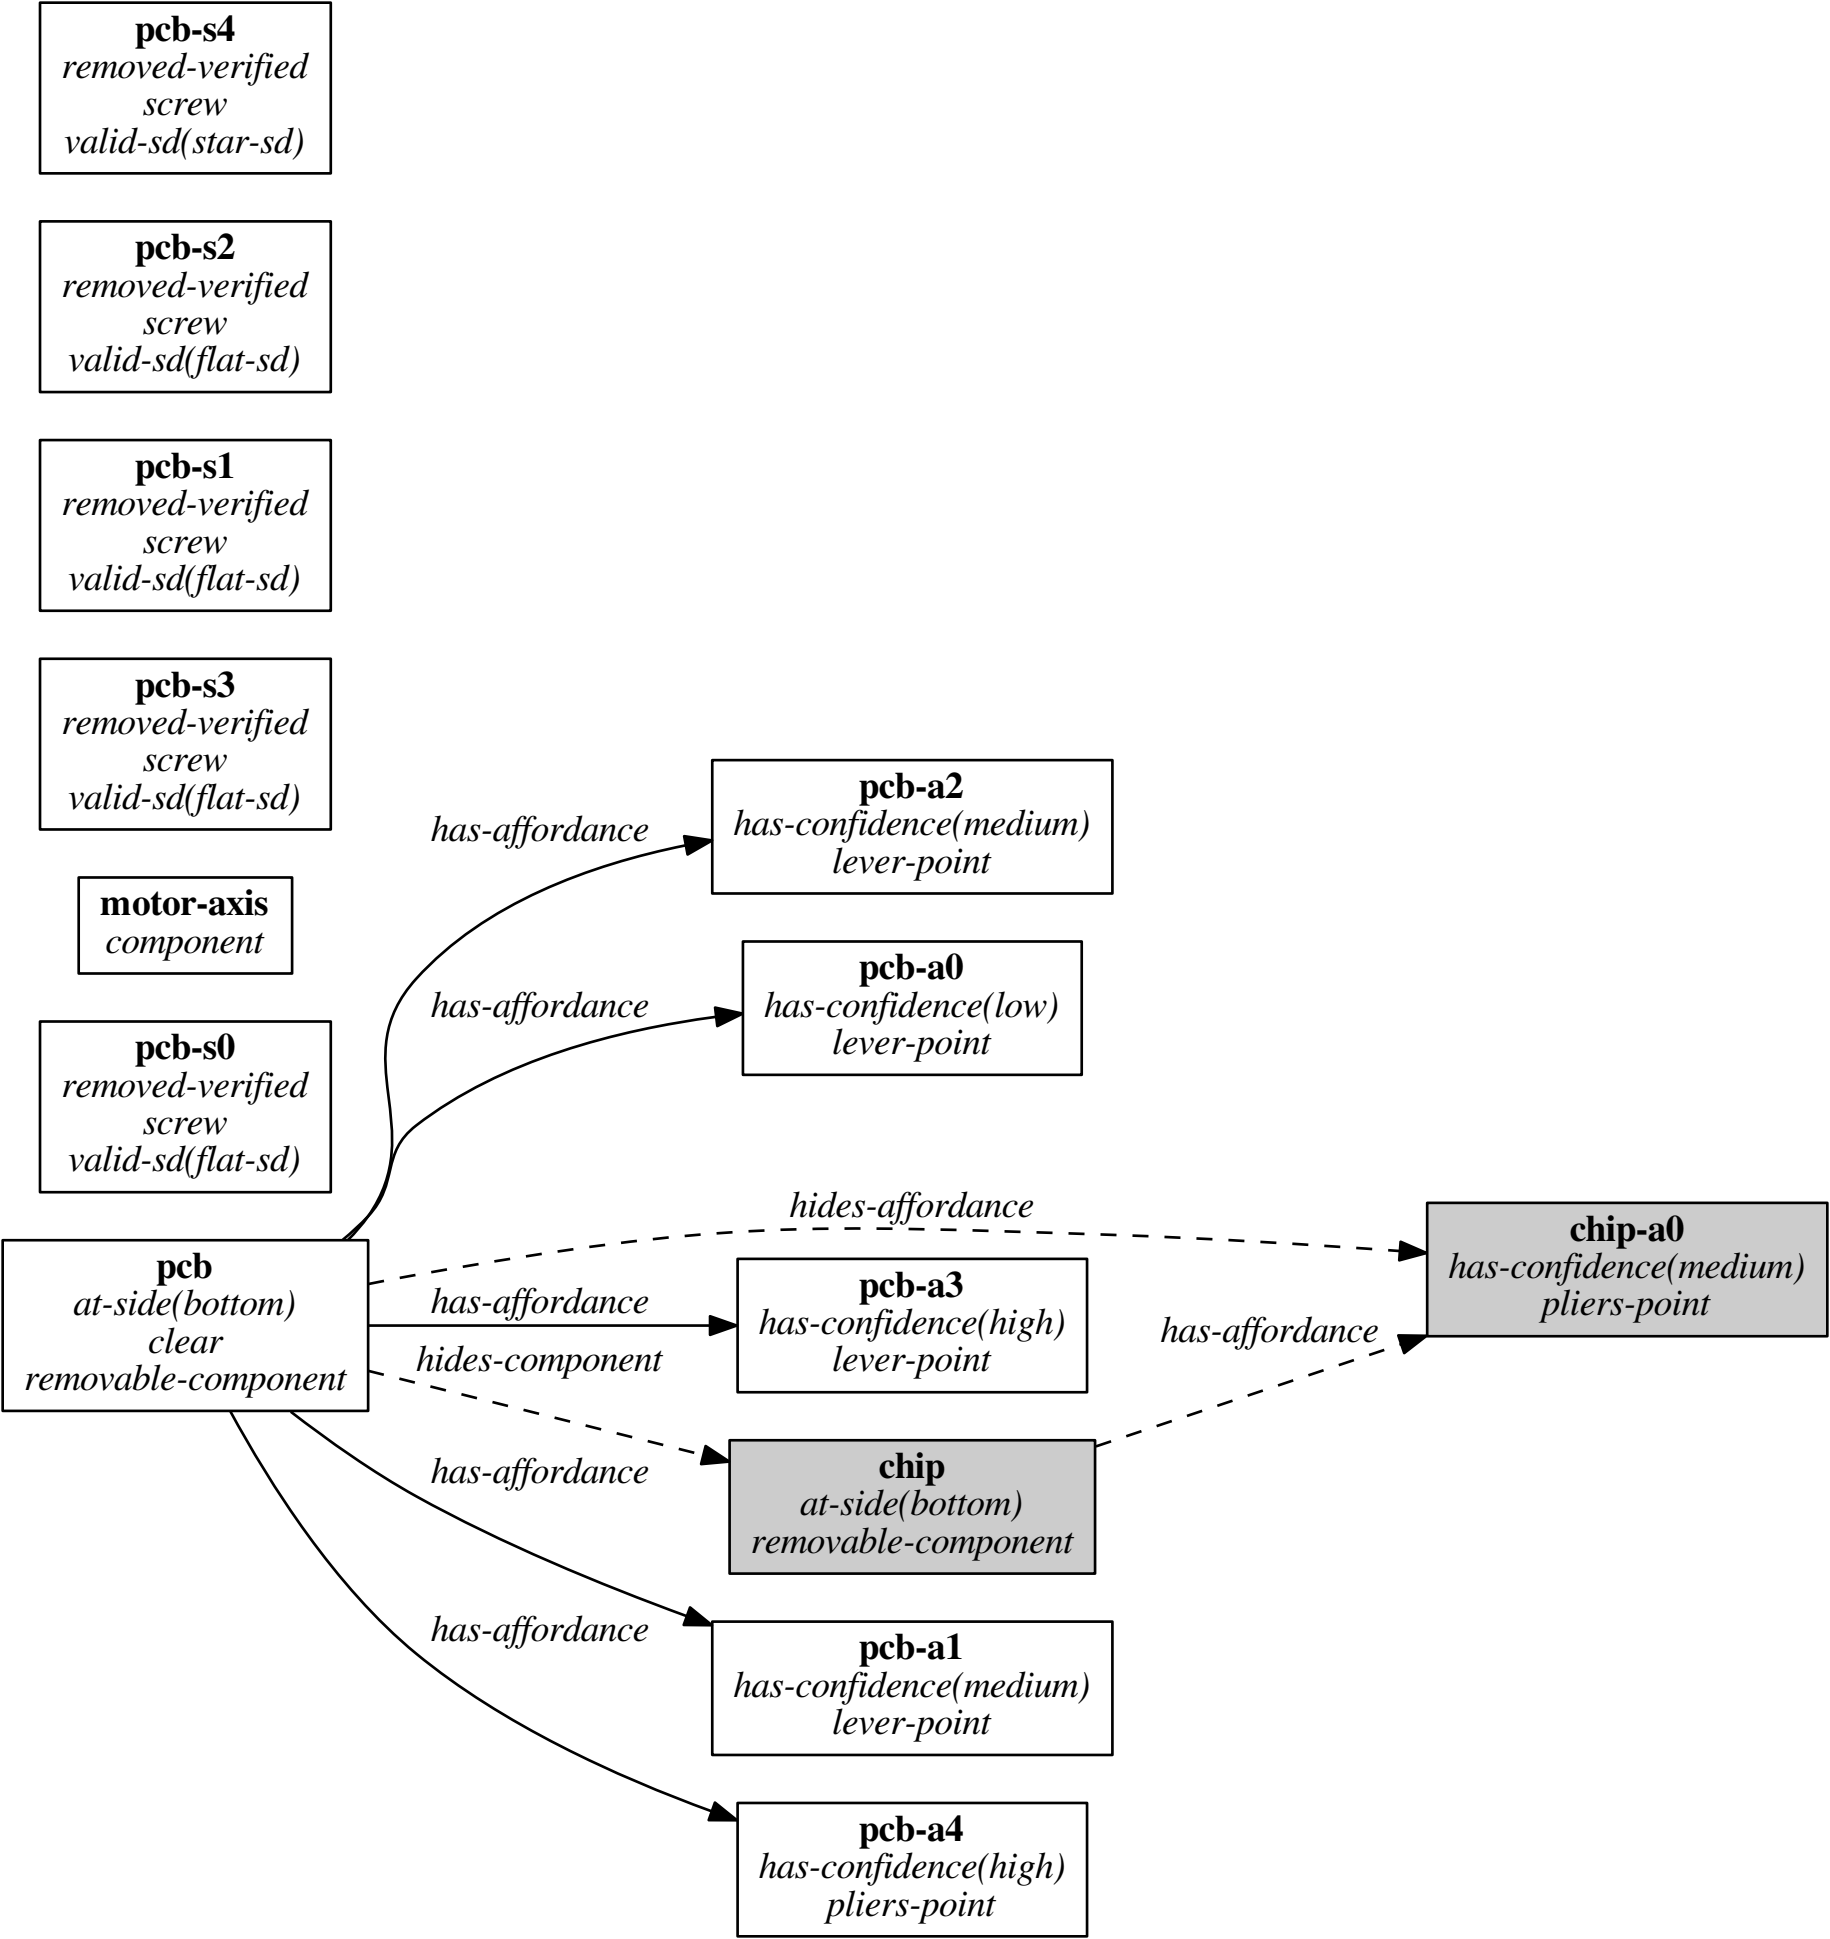 pcb-s4
removed-verified
screw
valid-sd(star-sd)
pcb-s2
removed-verified
screw
valid-sd(flat-sd)
pcb-s1
removed-verified
screw
valid-sd(flat-sd)
pcb-s3
removed-verified
screw
valid-sd(flat-sd)
motor-axis
component
pcb-s0
removed-verified
screw
valid-sd(flat-sd)
pcb
at-side(bottom)
clear
removable-component
has-affordance
has-affordance
hides-affordance
has-affordance
hides-component
has-affordance
has-affordance
pcb-a2
has-confidence(medium)
lever-point
pcb-a0
has-confidence(low)
lever-point
pcb-a3
has-confidence(high)
lever-point
chip
at-side(bottom)
removable-component
pcb-a1
has-confidence(medium)
lever-point
pcb-a4
has-confidence(high)
pliers-point
has-affordance
chip-a0
has-confidence(medium)
pliers-point